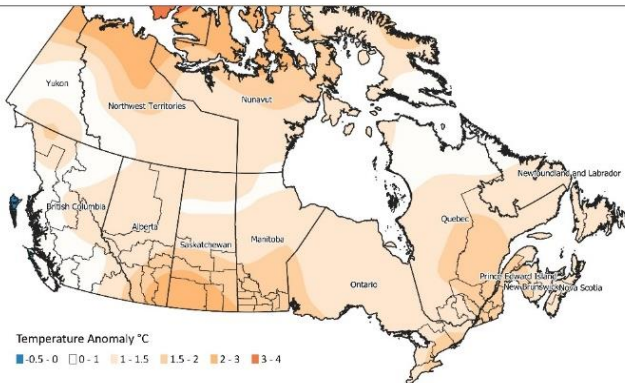 Yukon
Northwest Territories
Nunavut
British Columbia
Alberta
Saskatchewan
Manitoba
Ontario
Quebec
Newfoundland and Labrador
Prince Edward Island
New Brunswick
Nova Scotia
Temperature Anomaly °C
-0.5 - 0
0 - 1
1 - 1.5
1.5 - 2
2 - 3
3 - 4